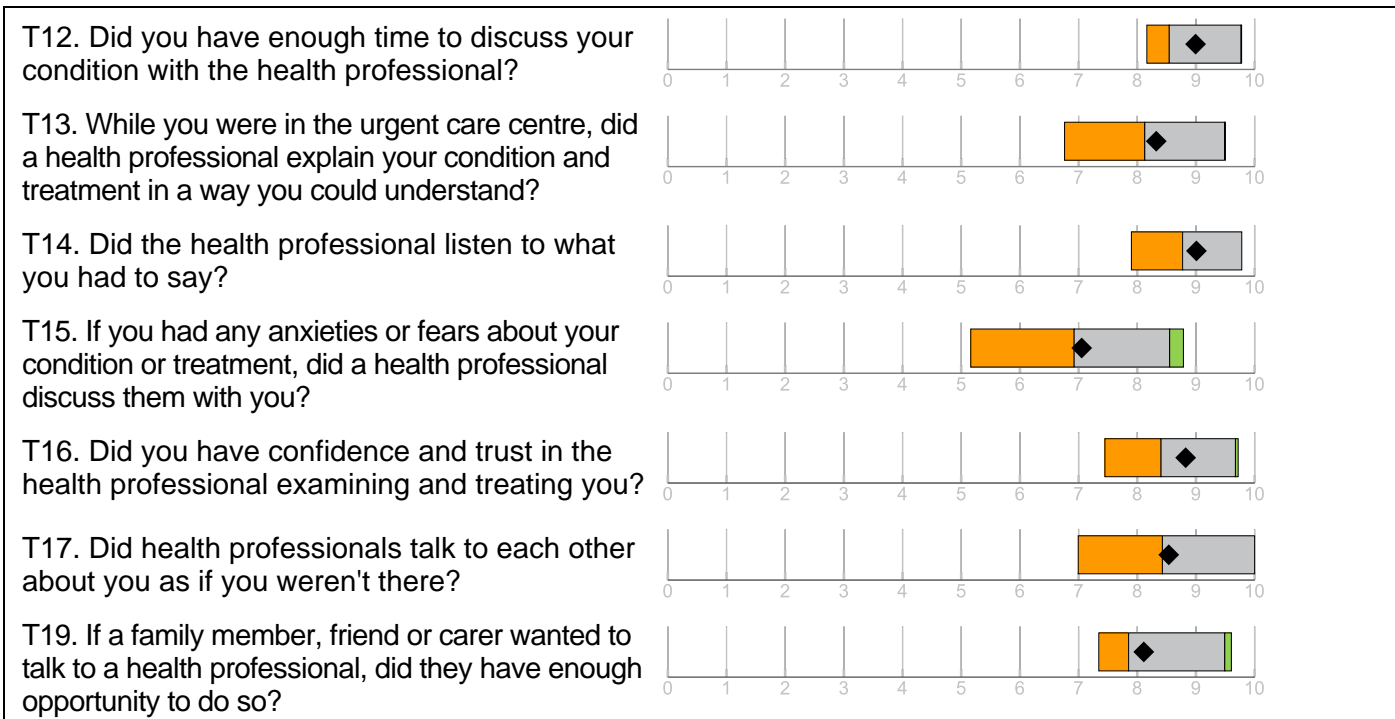 T12. Did you have enough time to discuss your
condition with the health professional?
0 1 2 3 4 5 6 7 8 9 10
T13. While you were in the urgent care centre, did
a health professional explain your condition and
treatment in a way you could understand?
0 1 2 3 4 5 6 7 8 9 10
T14. Did the health professional listen to what
you had to say?
0 1 2 3 4 5 6 7 8 9 10
T15. If you had any anxieties or fears about your
condition or treatment, did a health professional
discuss them with you?
0 1 2 3 4 5 6 7 8 9 10
T16. Did you have confidence and trust in the
health professional examining and treating you?
0 1 2 3 4 5 6 7 8 9 10
T17. Did health professionals talk to each other
about you as if you weren't there?
0 1 2 3 4 5 6 7 8 9 10
T19. If a family member, friend or carer wanted to
talk to a health professional, did they have enough
opportunity to do so?
0 1 2 3 4 5 6 7 8 9 10